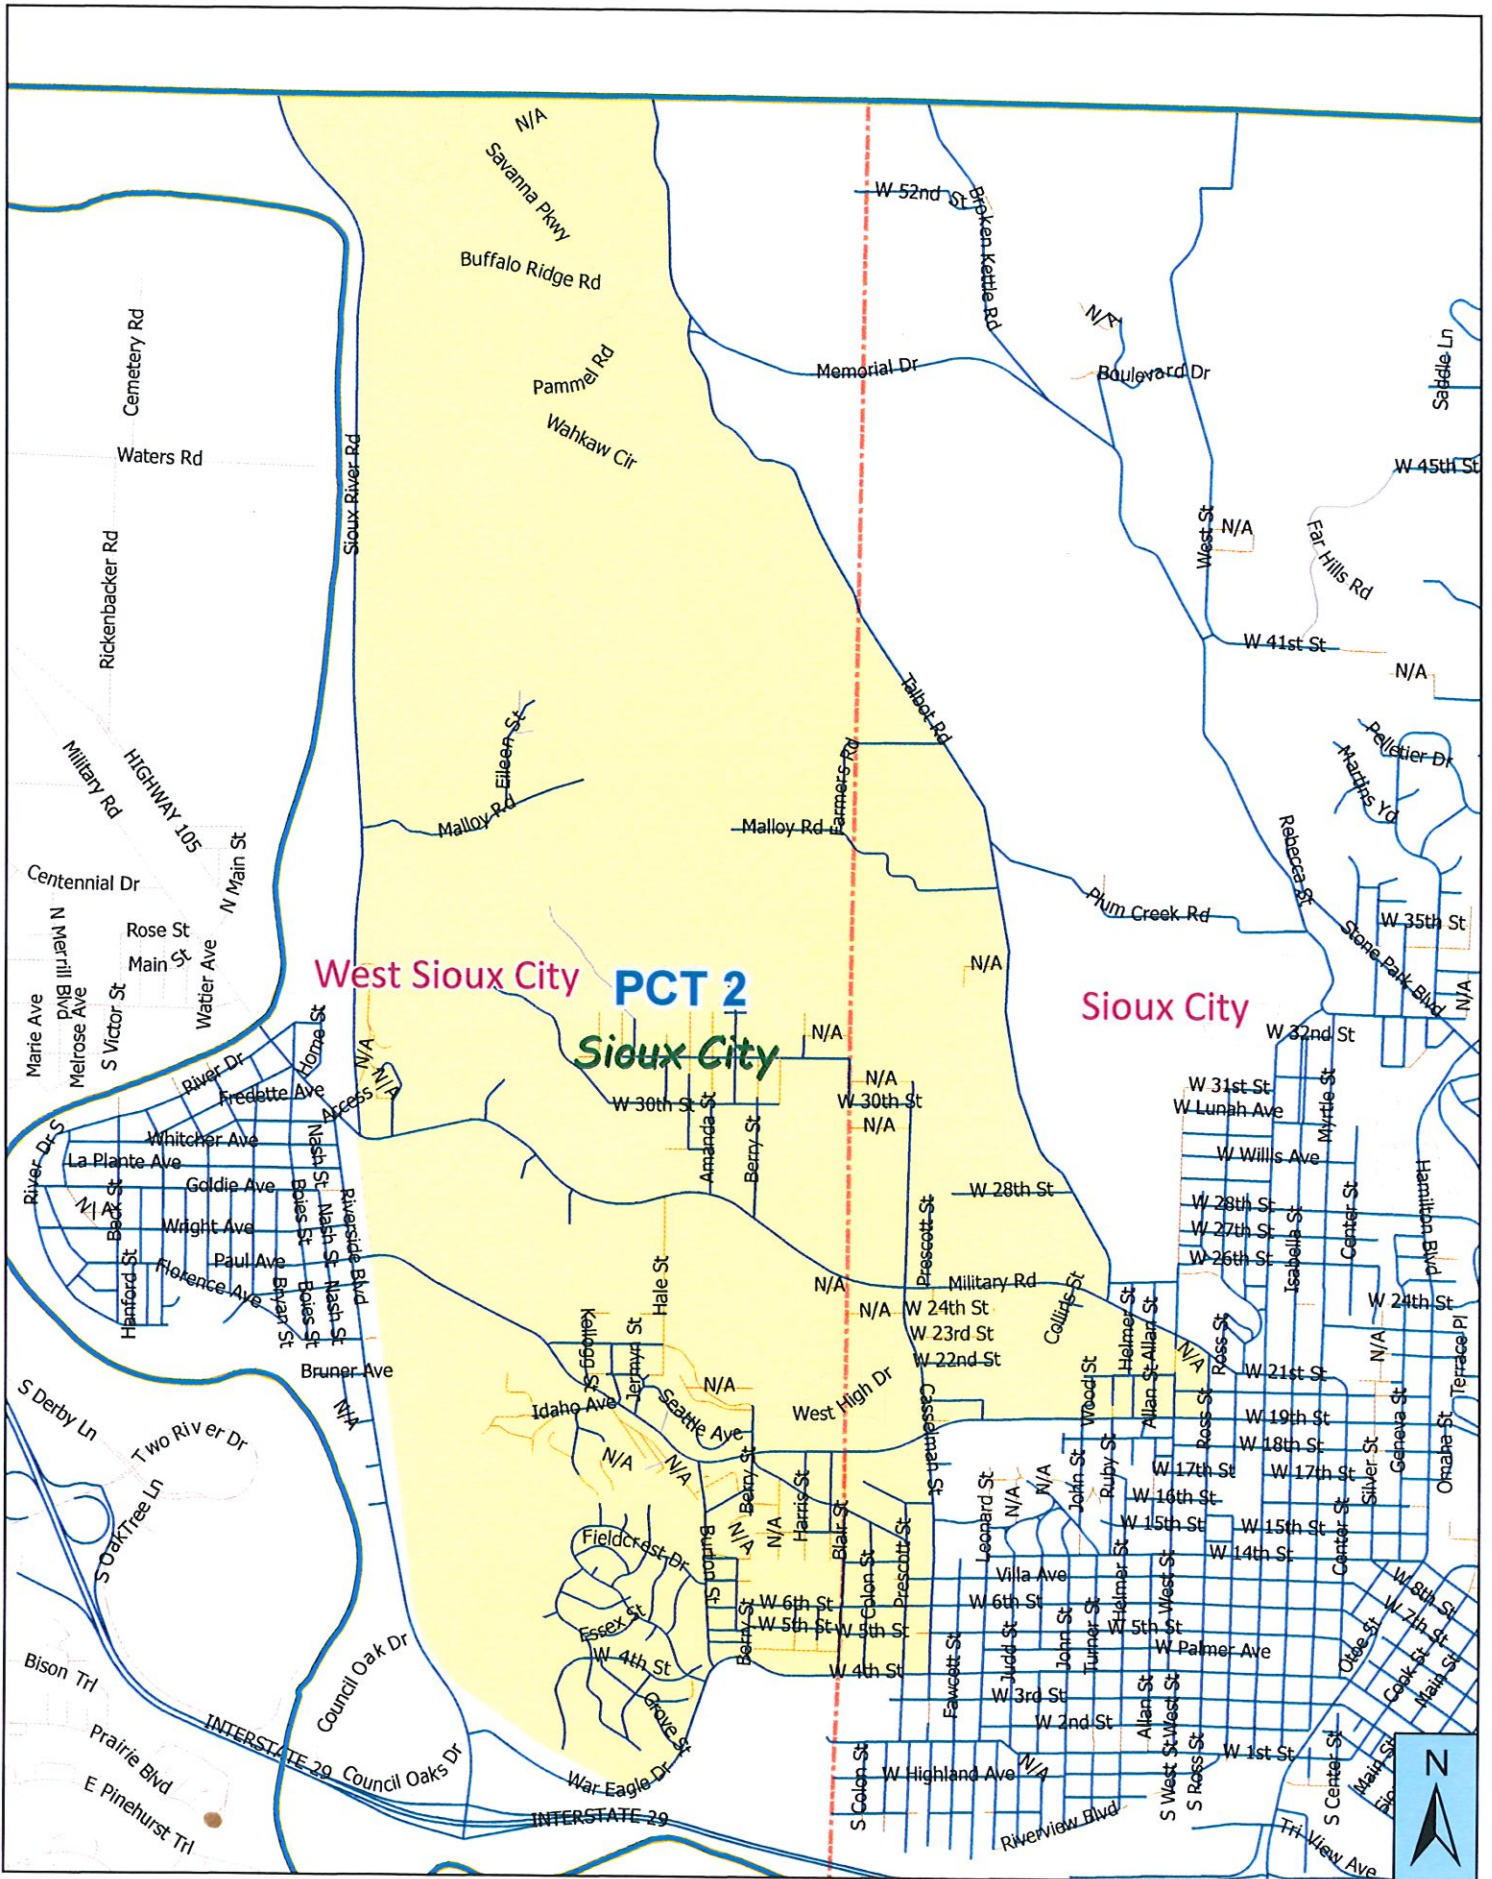 N/A
Savanna Pkwy
Buffalo Ridge Rd
W 52nd St
Broken Kettle Rd
Cemetery Rd
Pammel Rd
Memorial Dr
N/A
Boulevard Dr
Saddle Ln
Waters Rd
Wahkaw Cir
Sioux River Rd
W 45th St
West St
N/A
Far Hills Rd
Rickenbacker Rd
W 41st St
N/A
Talbot Rd
Military Rd
HIGHWAY 105
Eileen St
Farmers Rd
Pelletier Dr
Martins Yd
Malloy Rd
Malloy Rd
N Main St
Rebecca St
Centennial Dr
Plum Creek Rd
W 35th St
N Merrill Blvd
Rose St
Main St
Watier Ave
Stone Park Blvd
N/A
N/A
West Sioux City
PCT 2
Sioux City
Sioux City
Marie Ave
Melrose Ave
S Victor St
Home St
N/A
N/A
W 32nd St
River Dr
Fredette Ave
Access
N/A
N/A
W 30th St
W 30th St
N/A
W 31st St
W Lunah Ave
Myrtle St
River Dr S
Whitcher Ave
La Plante Ave
Goldie Ave
N/A
Beck St
Wright Ave
Nash St
Boies St
Nash St
Riverside Blvd
Amanda St
Berry St
W Willis Ave
W 28th St
Prescott St
W 28th St
W 27th St
W 26th St
Isabella St
Center St
Hamilton Blvd
Paul Ave
Florence Ave
Hanford St
Bryan St
Boies St
Nash St
Hale St
N/A
Military Rd
N/A
W 24th St
W 23rd St
W 22nd St
Collins St
Helmer St
Allan St
W 24th St
N/A
Terrace Pl
Kellogg St
Jermyn St
Bruner Ave
N/A
N/A
Ross St
W 21st St
S Derby Ln
Two River Dr
Idaho Ave
Seattle Ave
N/A
West High Dr
Casselman St
Wood St
Allan St
Ross St
W 19th St
W 18th St
Geneva St
Omaha St
N/A
N/A
Berry St
Harris St
N/A
N/A
Blair St
Leonard St
N/A
N/A
John St
Ruby St
W 17th St
W 17th St
Silver St
W 16th St
W 15th St
W 15th St
W 14th St
Center St
S OakTree Ln
Fieldcrest Dr
Burton St
Colon St
Prescott St
Villa Ave
Helmer St
West St
W 8th St
W 7th St
W 6th St
W 6th St
Essex St
Berry St
W 5th St
W 5th St
W 5th St
Fawcett St
Judd St
John St
Turner St
W Palmer Ave
Otoe St
Cook St
Main St
W 4th St
W 4th St
Bison Trl
Council Oak Dr
Grove St
W 3rd St
W 2nd St
Allan St
West St
INTERSTATE 29
Prairie Blvd
E Pinehurst Trl
Council Oaks Dr
War Eagle Dr
INTERSTATE 29
S Colon St
W Highland Ave
N/A
W 1st St
S West St
S Ross St
S Center St
Main St
Riverview Blvd
Tri View Ave
N